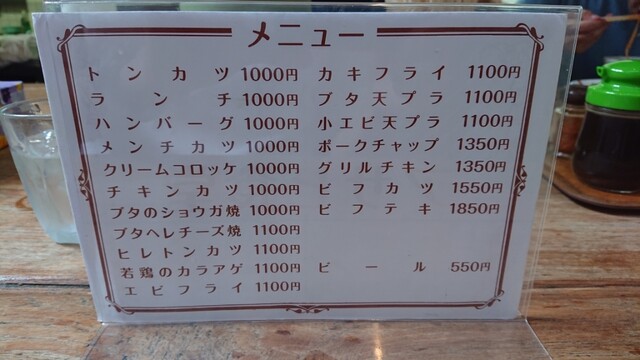 メニュー
トンカツ 1000円
ランチ 1000円
ハンバーグ 1000円
メンチカツ 1000円
クリームコロッケ 1000円
チキンカツ 1000円
ブタのショウガ焼 1000円
ブタヘレチーズ焼 1100円
ヒレトンカツ 1100円
若鶏のカラアゲ 1100円
エビフライ 1100円
カキフライ 1100円
ブタ天プラ 1100円
小エビ天プラ 1100円
ポークチャップ 1350円
グリルチキン 1350円
ビフカツ 1550円
ビフテキ 1850円
ビール 550円